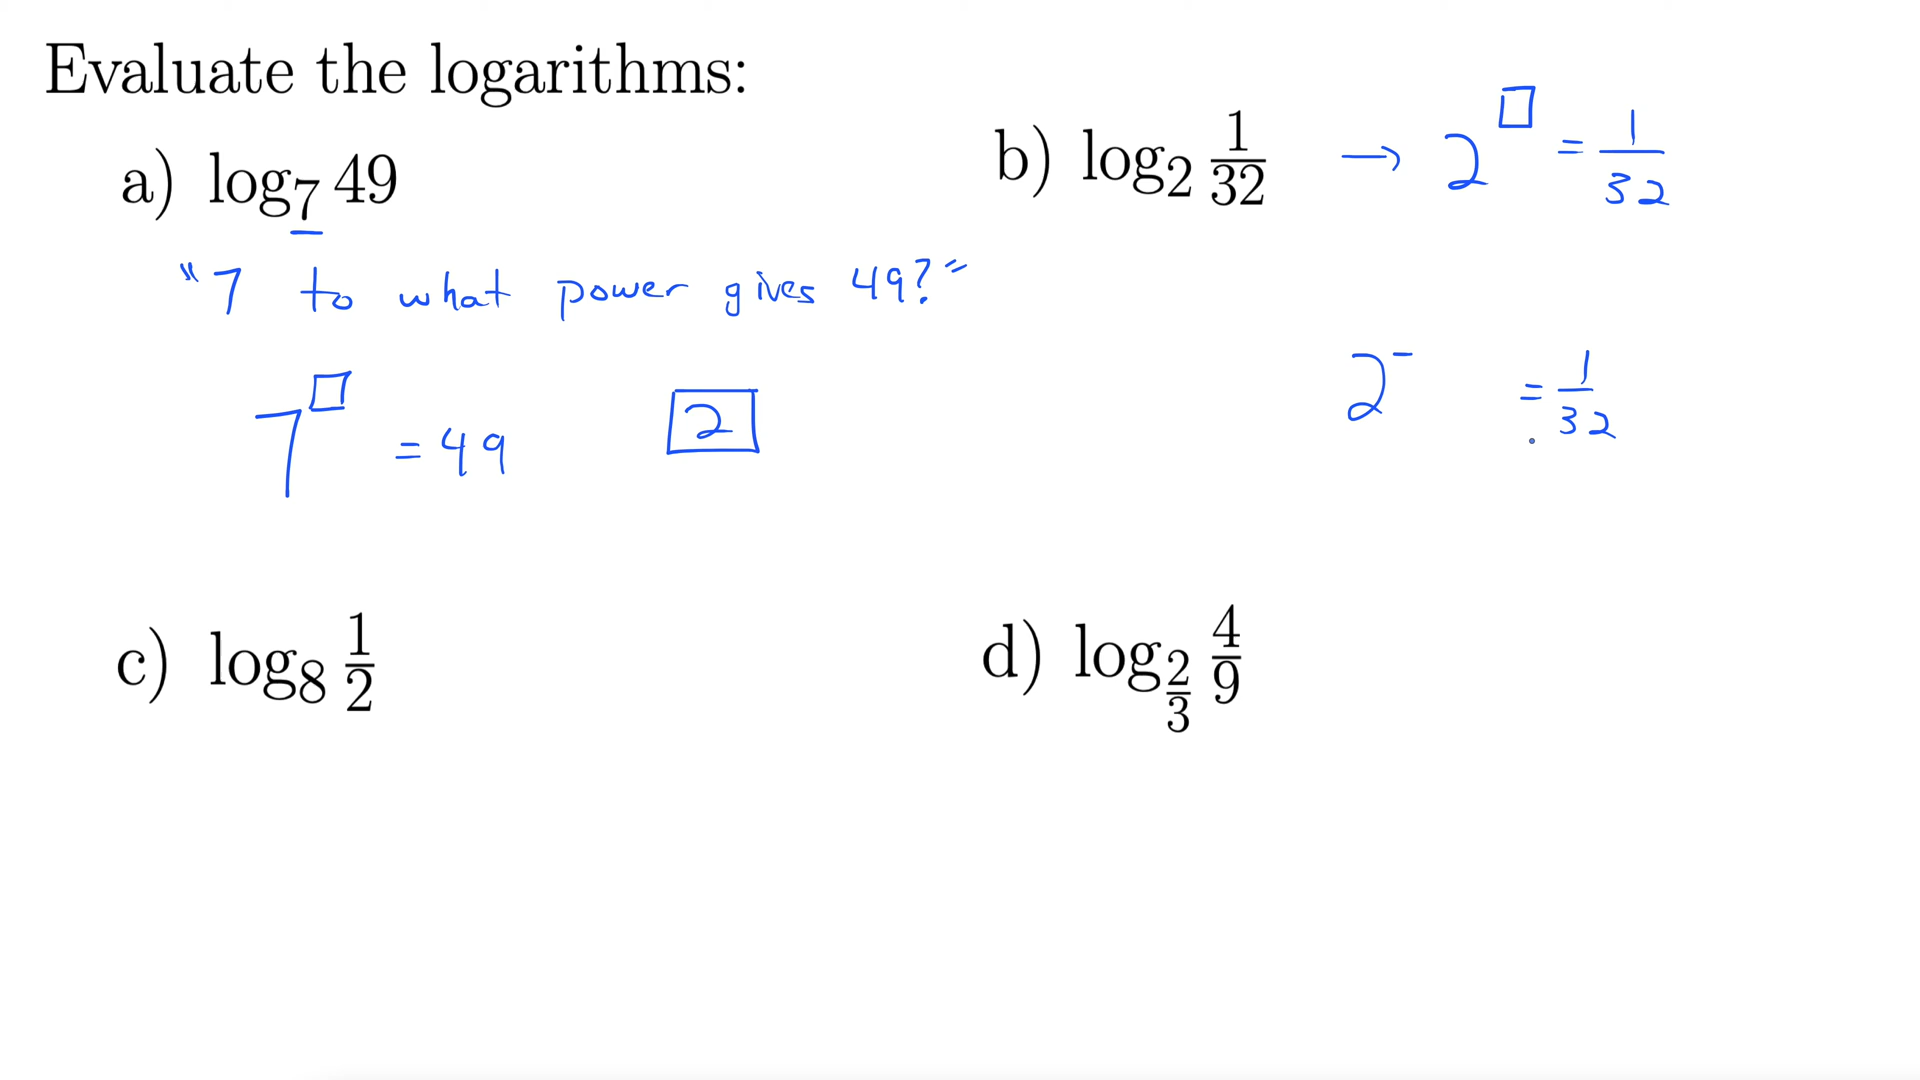 Evaluate the logarithms:
a) log₇ 49
"7 to what power gives 49?"
7^□ = 49
2
b) log₂ 1/32 → 2^□ = 1/32
2^- = 1/32
c) log₈ 1/2
d) log_(2/3) 4/9